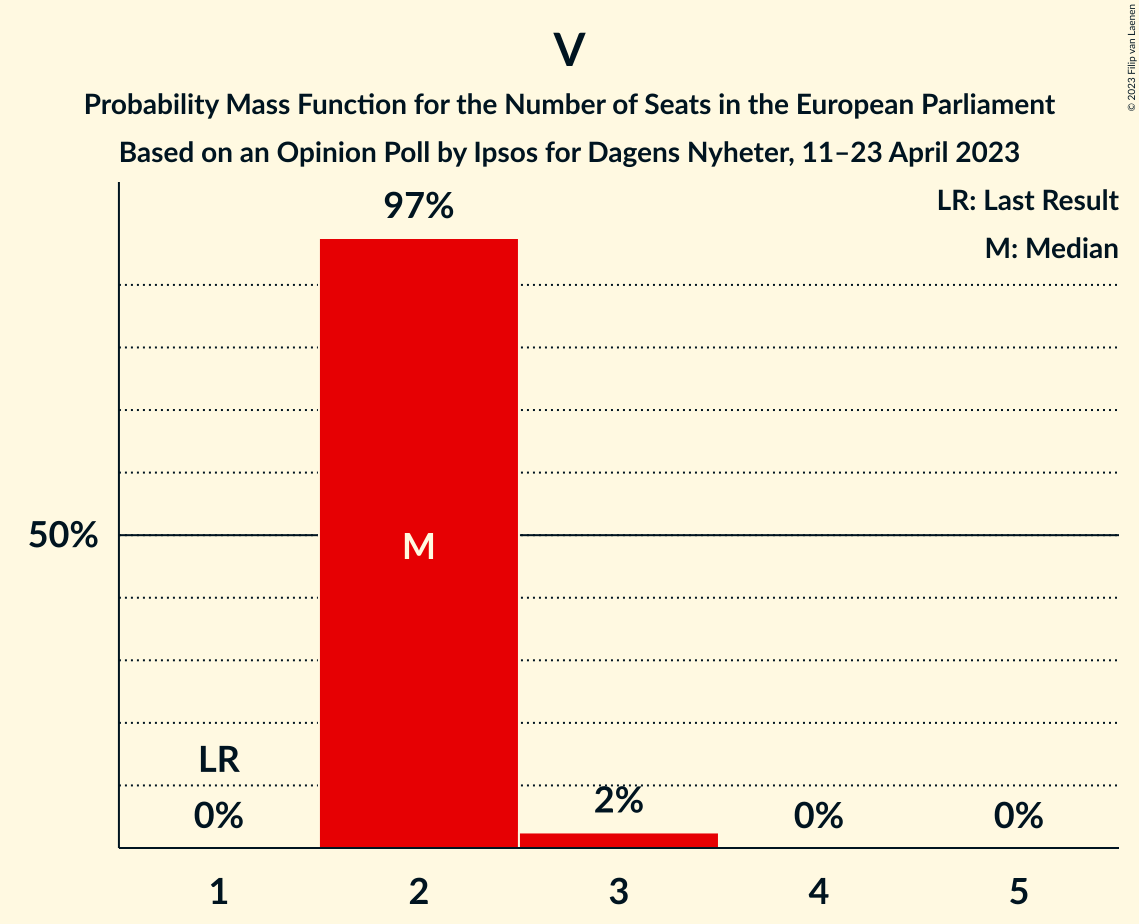 V
Probability Mass Function for the Number of Seats in the European Parliament
Based on an Opinion Poll by Ipsos for Dagens Nyheter, 11–23 April 2023
© 2023 Filip van Laenen
LR: Last Result
M: Median
97%
50%
M
LR
0%
2%
0%
0%
1
2
3
4
5